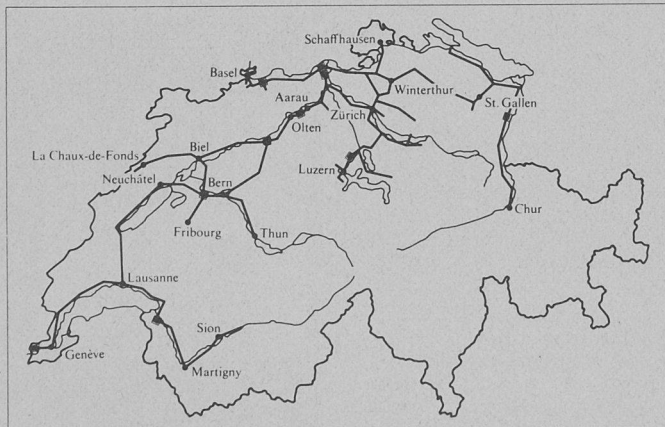 Schaffhausen
Basel
Winterthur
Aarau
St. Gallen
Zürich
Olten
Biel
La Chaux-de-Fonds
Luzern
Neuchâtel
Bern
Chur
Fribourg
Thun
Lausanne
Sion
Genève
Martigny